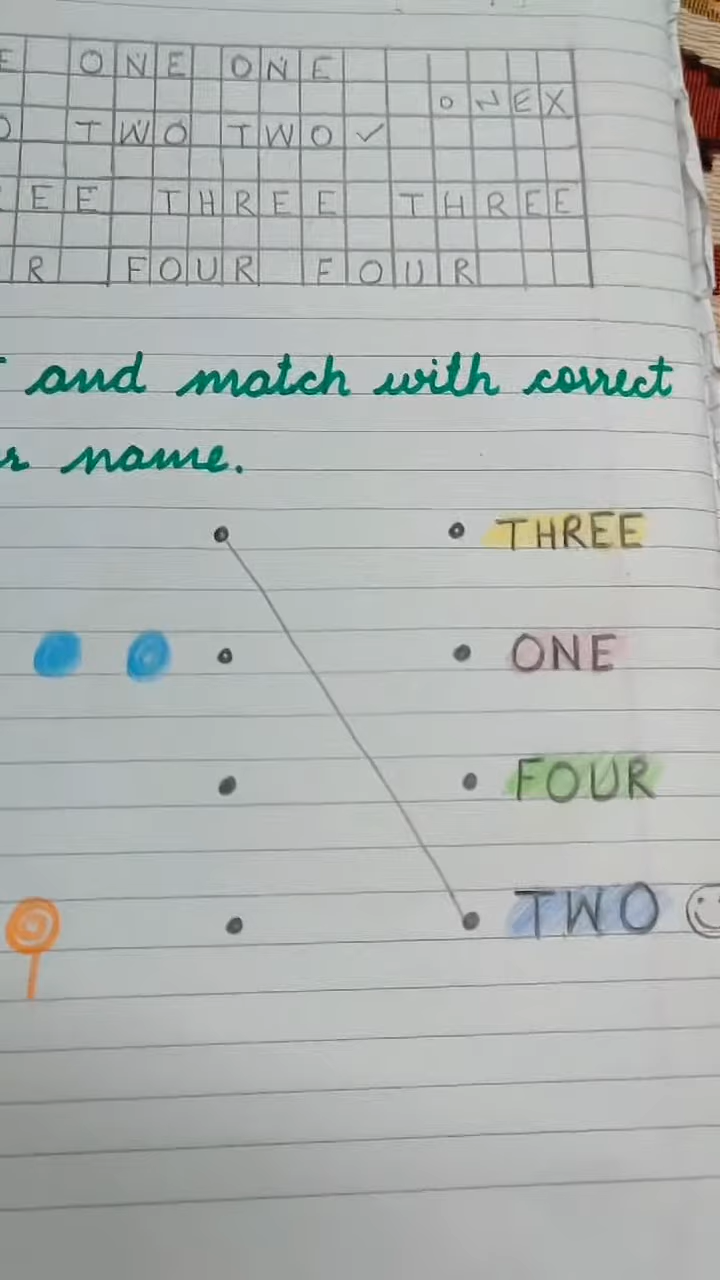 E ONE ONE
ONEX
O TWO TWO ✓
EE THREE THREE
R FOUR FOUR
and match with correct
r name.
THREE
ONE
FOUR
TWO